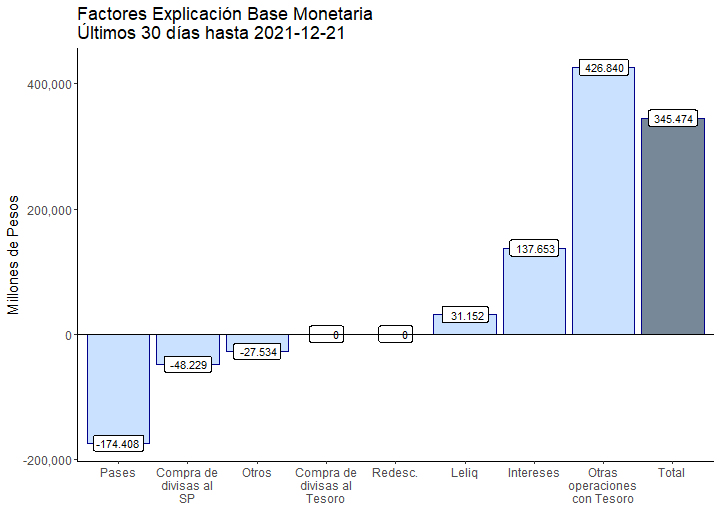 Factores Explicación Base Monetaria
Últimos 30 días hasta 2021-12-21
Millones de Pesos
400,000
200,000
0
-200,000
-174.408
-48.229
-27.534
0
0
31.152
137.653
426.840
345.474
Pases
Compra de
divisas al
SP
Otros
Compra de
divisas al
Tesoro
Redesc.
Leliq
Intereses
Otras
operaciones
con Tesoro
Total